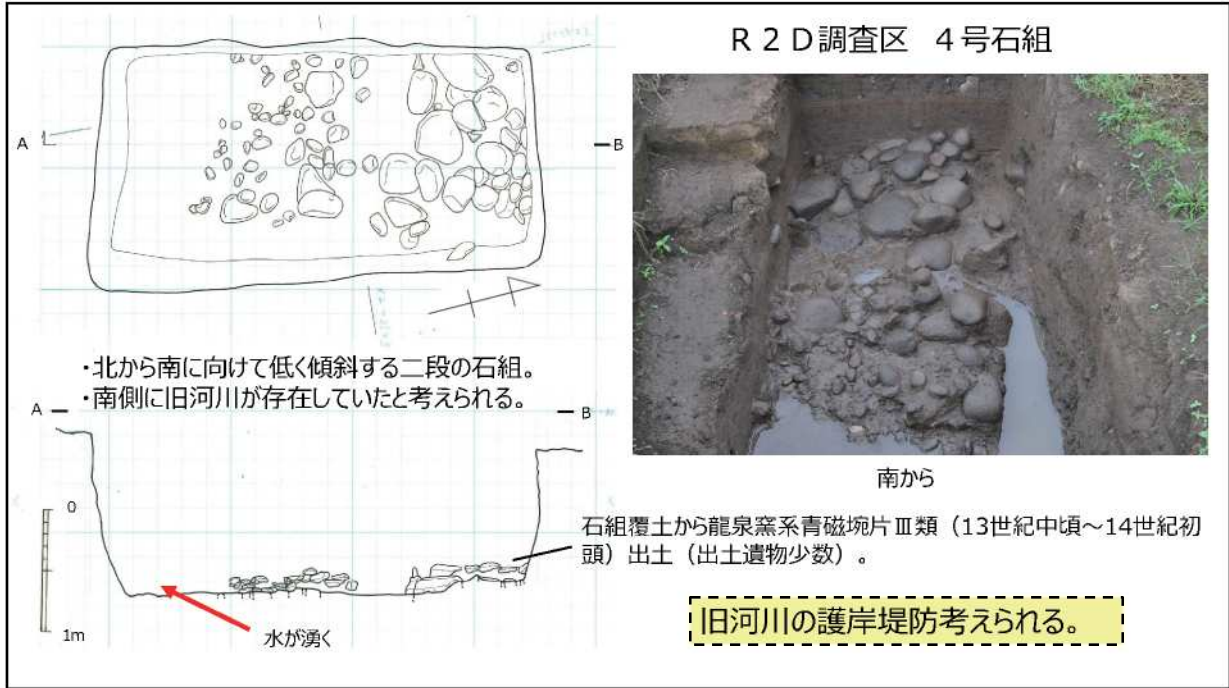 R2D調査区 4号石組
A
B
・北から南に向けて低く傾斜する二段の石組。
・南側に旧河川が存在していたと考えられる。
A
B
南から
0
石組覆土から龍泉窯系青磁埦片Ⅲ類（13世紀中頃～14世紀初
頭）出土（出土遺物少数）。
1m
水が湧く
旧河川の護岸堤防考えられる。